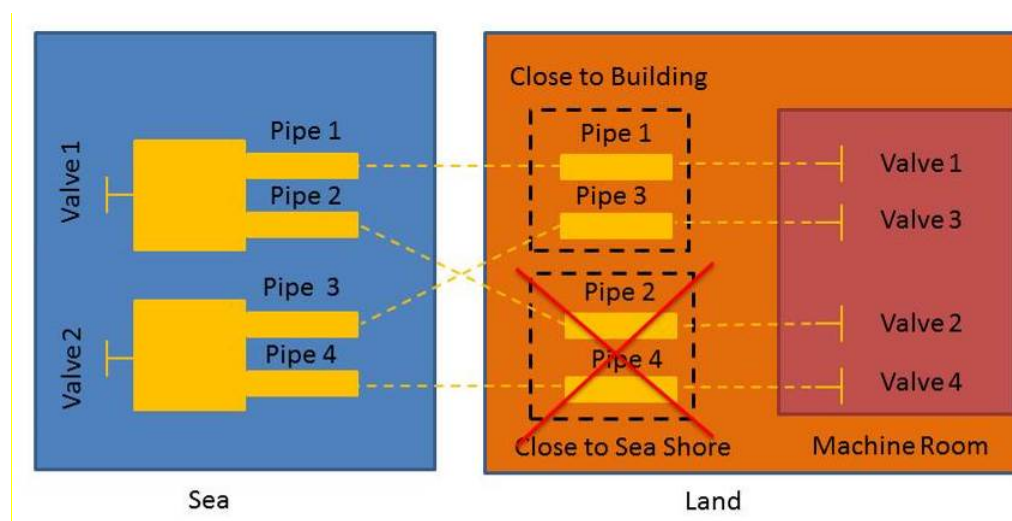 Close to Building
Valve 1
Pipe 1
Pipe 2
Pipe 1
Pipe 3
Valve 1
Valve 3
Valve 2
Pipe  3
Pipe 4
Pipe 2
Pipe 4
Valve 2
Valve 4
Close to Sea Shore
Machine Room
Sea
Land